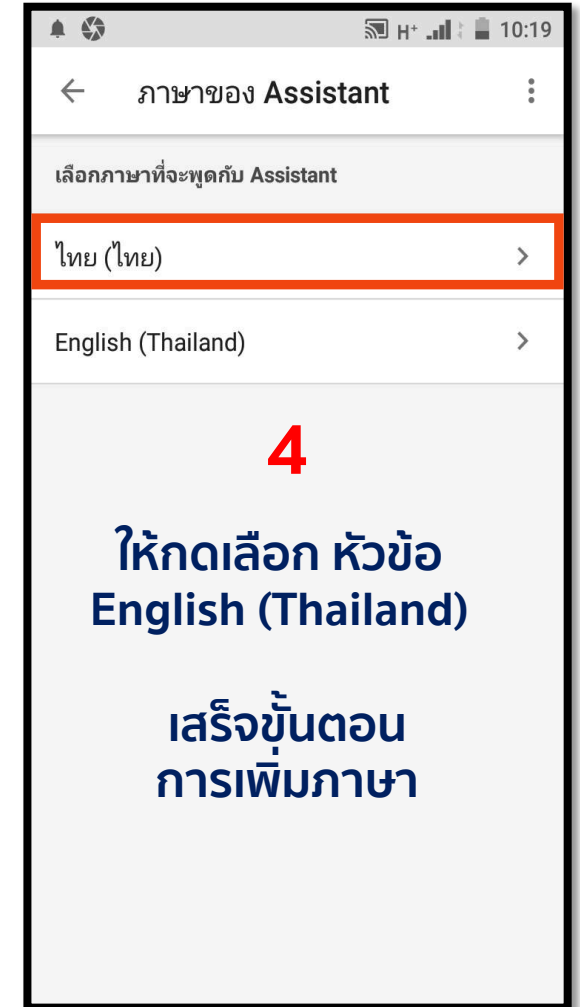 H+ 10:19
ภาษาของ Assistant
เลือกภาษาที่จะพูดกับ Assistant
ไทย (ไทย)
English (Thailand)
4
ให้กดเลือก หัวข้อ
English (Thailand)
เสร็จขั้นตอน
การเพิ่มภาษา